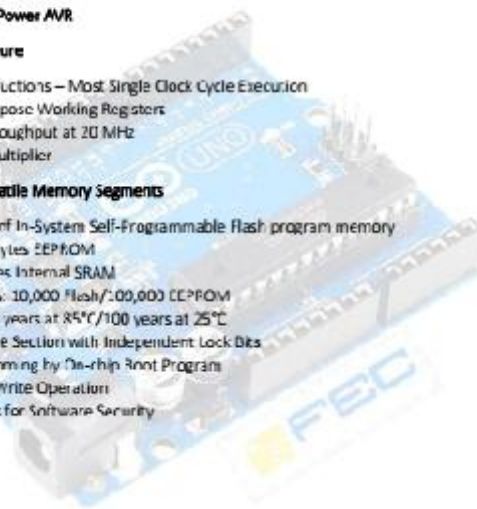 Power AVR
ure
uctions – Most Single Clock Cycle Execution
pose Working Registers
oughput at 20 MHz
ultiplier
atile Memory Segments
of In-System Self-Programmable Flash program memory
ytes EEPROM
es Internal SRAM
: 10,000 Flash/100,000 EEPROM
years at 85°C/100 years at 25°C
e Section with Independent Lock Bits
ming by On-chip Boot Program
Write Operation
for Software Security
UNO
FEC